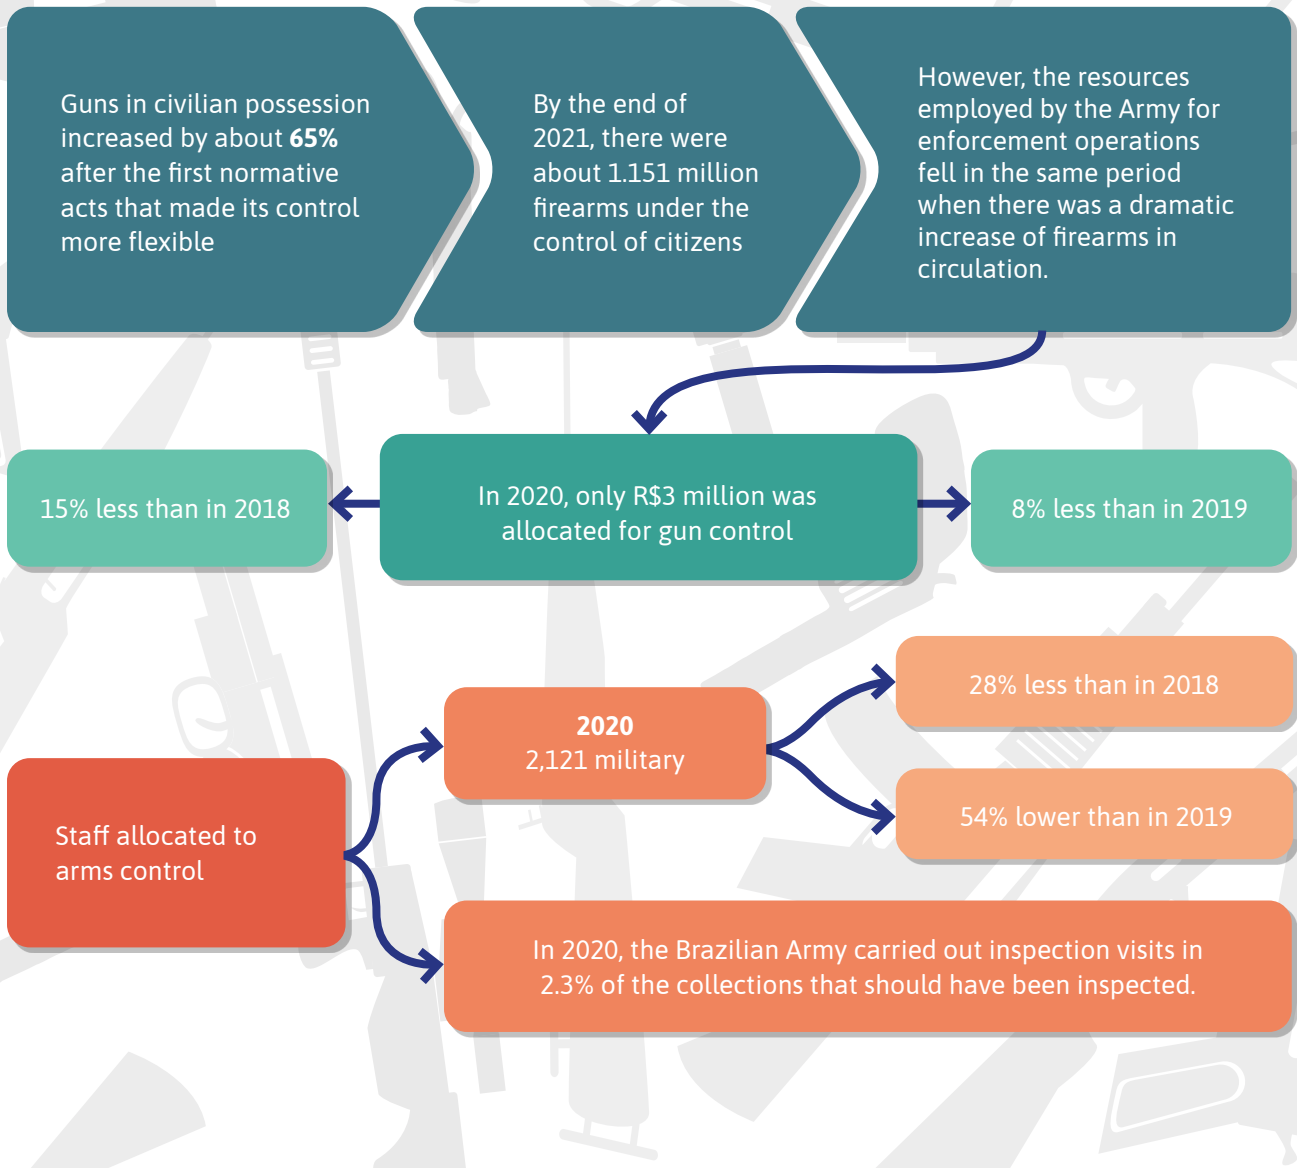 Guns in civilian possession
increased by about 65%
after the first normative
acts that made its control
more flexible
By the end of
2021, there were
about 1.151 million
firearms under the
control of citizens
However, the resources
employed by the Army for
enforcement operations
fell in the same period
when there was a dramatic
increase of firearms in
circulation.
15% less than in 2018
In 2020, only R$3 million was
allocated for gun control
8% less than in 2019
Staff allocated to
arms control
2020
2,121 military
28% less than in 2018
54% lower than in 2019
In 2020, the Brazilian Army carried out inspection visits in
2.3% of the collections that should have been inspected.